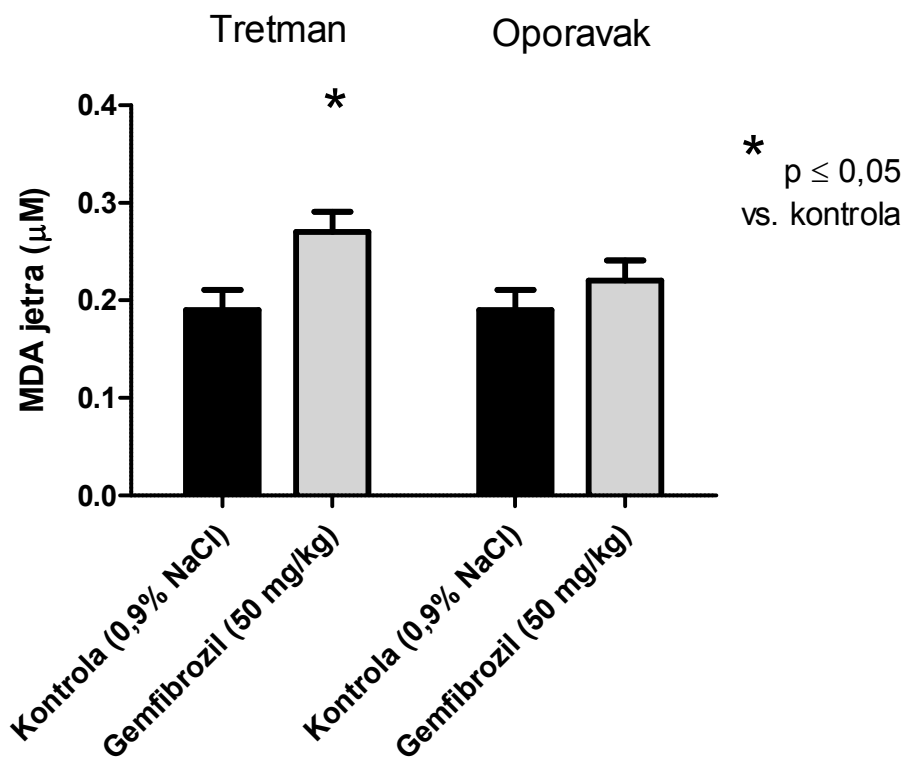 Tretman
Oporavak
*
*
p ≤ 0,05
vs. kontrola
MDA jetra (μM)
0.4
0.3
0.2
0.1
0.0
Kontrola (0,9% NaCl)
Gemfibrozil (50 mg/kg)
Kontrola (0,9% NaCl)
Gemfibrozil (50 mg/kg)